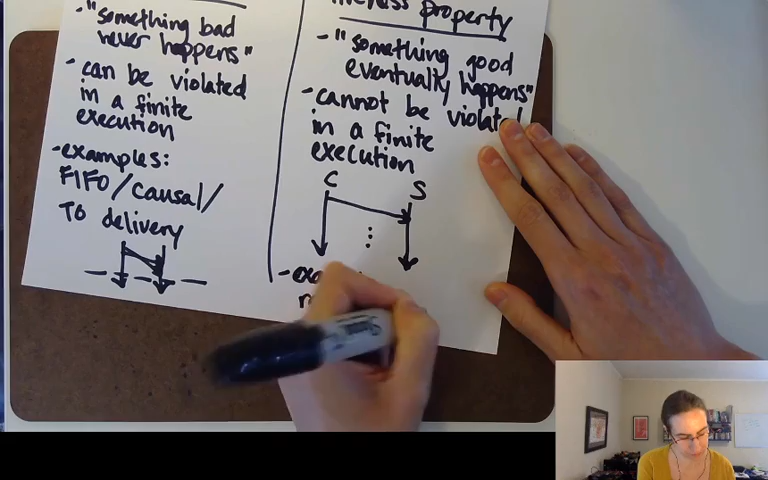 -"something bad
never happens"
-can be violated
in a finite
execution
-examples:
FIFO/causal/
TO delivery
property
-"something good
eventually happens"
-cannot be violated
in a finite
execution
C S